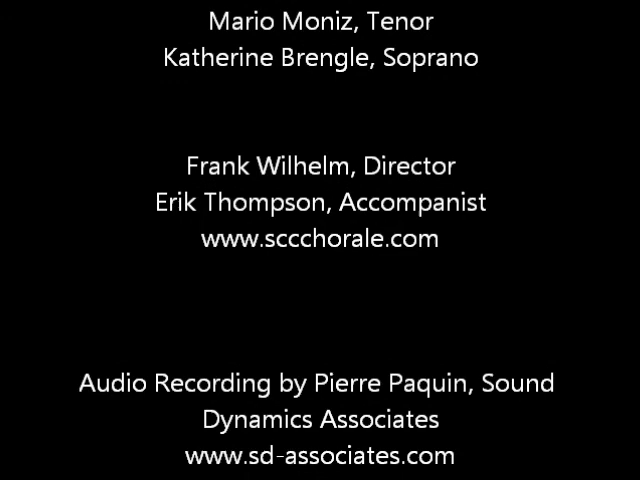 Mario Moniz, Tenor
Katherine Brengle, Soprano
Frank Wilhelm, Director
Erik Thompson, Accompanist
www.sccchorale.com
Audio Recording by Pierre Paquin, Sound
Dynamics Associates
www.sd-associates.com